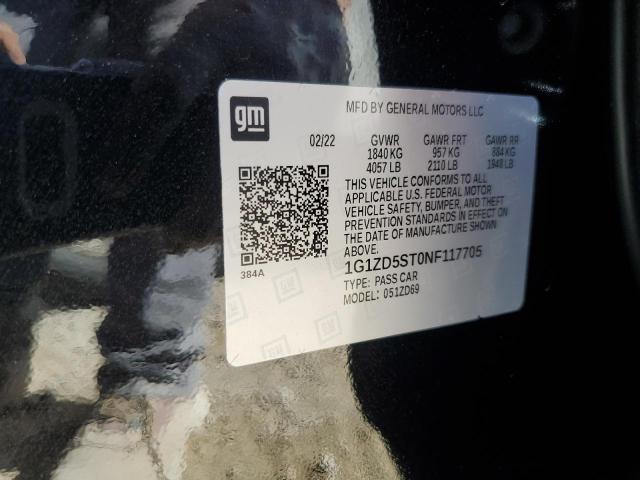 gm
MFD BY GENERAL MOTORS LLC
02/22 GVWR GAWR FRT GAWR RR
1840 KG 957 KG 884 KG
4057 LB 2110 LB 1948 LB
THIS VEHICLE CONFORMS TO ALL
APPLICABLE U.S. FEDERAL MOTOR
VEHICLE SAFETY, BUMPER, AND THEFT
PREVENTION STANDARDS IN EFFECT ON
THE DATE OF MANUFACTURE SHOWN
ABOVE.
384A
1G1ZD5ST0NF117705
TYPE: PASS CAR
MODEL: 051ZD69